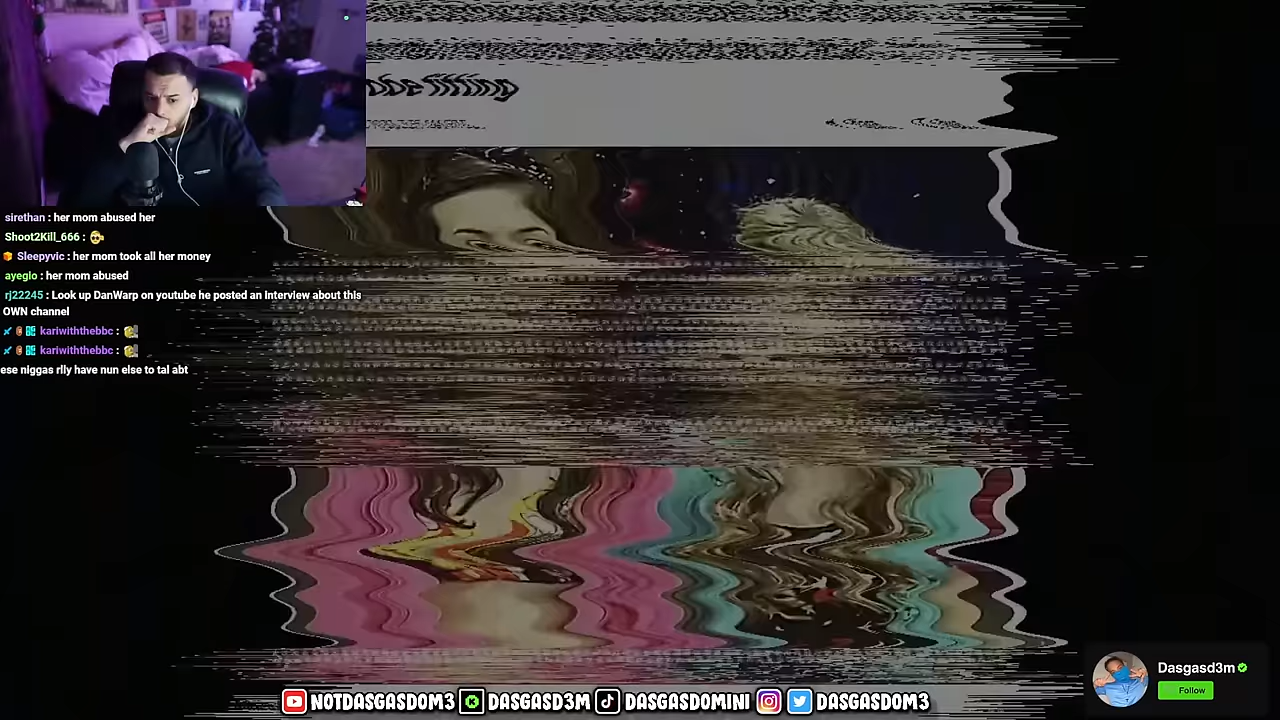 sirethan : her mom abused her
Shoot2Kill_666 :
Sleepyvic : her mom took all her money
ayeglo : her mom abused
rj22245 : Look up DanWarp on youtube he posted an Interview about this
OWN channel
kariwiththebbc :
kariwiththebbc :
ese niggas rlly have nun else to tal abt
Dasgasd3m
Follow
NOTDASGASDOM3 DASGASD3M DASGASDOMINI DASGASDOM3